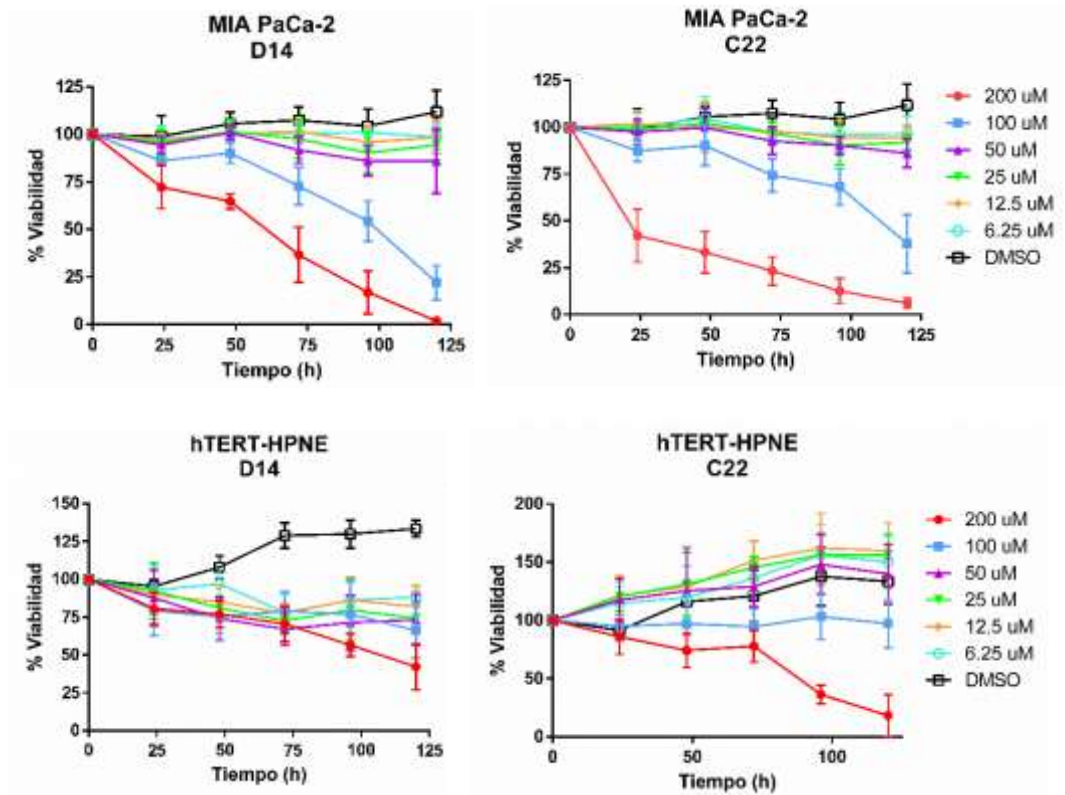 MIA PaCa-2
D14
125
100
75
50
25
0
% Viabilidad
0 25 50 75 100 125
Tiempo (h)
MIA PaCa-2
C22
125
100
75
50
25
0
% Viabilidad
0 25 50 75 100 125
Tiempo (h)
200 uM
100 uM
50 uM
25 uM
12.5 uM
6.25 uM
DMSO
hTERT-HPNE
D14
150
125
100
75
50
25
0
% Viabilidad
0 25 50 75 100 125
Tiempo (h)
hTERT-HPNE
C22
200
150
100
50
0
% Viabilidad
0 50 100
Tiempo (h)
200 uM
100 uM
50 uM
25 uM
12.5 uM
6.25 uM
DMSO